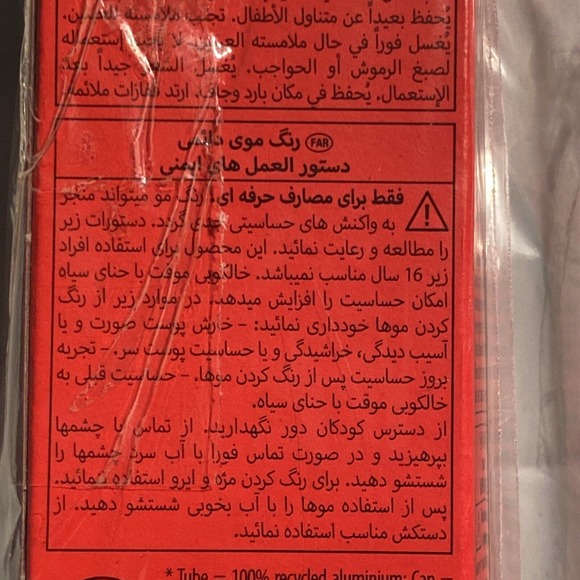 يُحفظ بعيداً عن متناول الأطفال. تجنب ملامسته للعينين.
يُغسل فوراً في حال ملامسته العينين. لا يجب استعماله
لصبغ الرموش أو الحواجب. يُغسل الشعر جيداً بعد
الإستعمال. يُحفظ في مكان بارد وجاف. ارتد قفازات ملائمة.
FAR رنگ موی دائمی
دستور العمل های ایمنی
فقط برای مصارف حرفه ای. رنگ مو میتواند منجر
به واکنش های حساسیتی جدی گردد. دستورات زیر
را مطالعه و رعایت نمائید. این محصول برای استفاده افراد
زیر 16 سال مناسب نمیباشد. خالکوبی موقت با حنای سیاه
امکان حساسیت را افزایش میدهد. در موارد زیر از رنگ
کردن موها خودداری نمائید: – خارش پوست صورت و یا
آسیب دیدگی، خراشیدگی و یا حساسیت پوست سر. – تجربه
بروز حساسیت پس از رنگ کردن موها. – حساسیت قبلی به
خالکوبی موقت با حنای سیاه.
از دسترس کودکان دور نگهدارید. از تماس با چشمها
بپرهیزید و در صورت تماس فورا با آب سرد چشمها را
شستشو دهید. برای رنگ کردن مژه و ابرو استفاده ننمائید.
پس از استفاده موها را با آب بخوبی شستشو دهید. از
دستکش مناسب استفاده نمائید.
* Tube – 100% recycled aluminium; Cap –